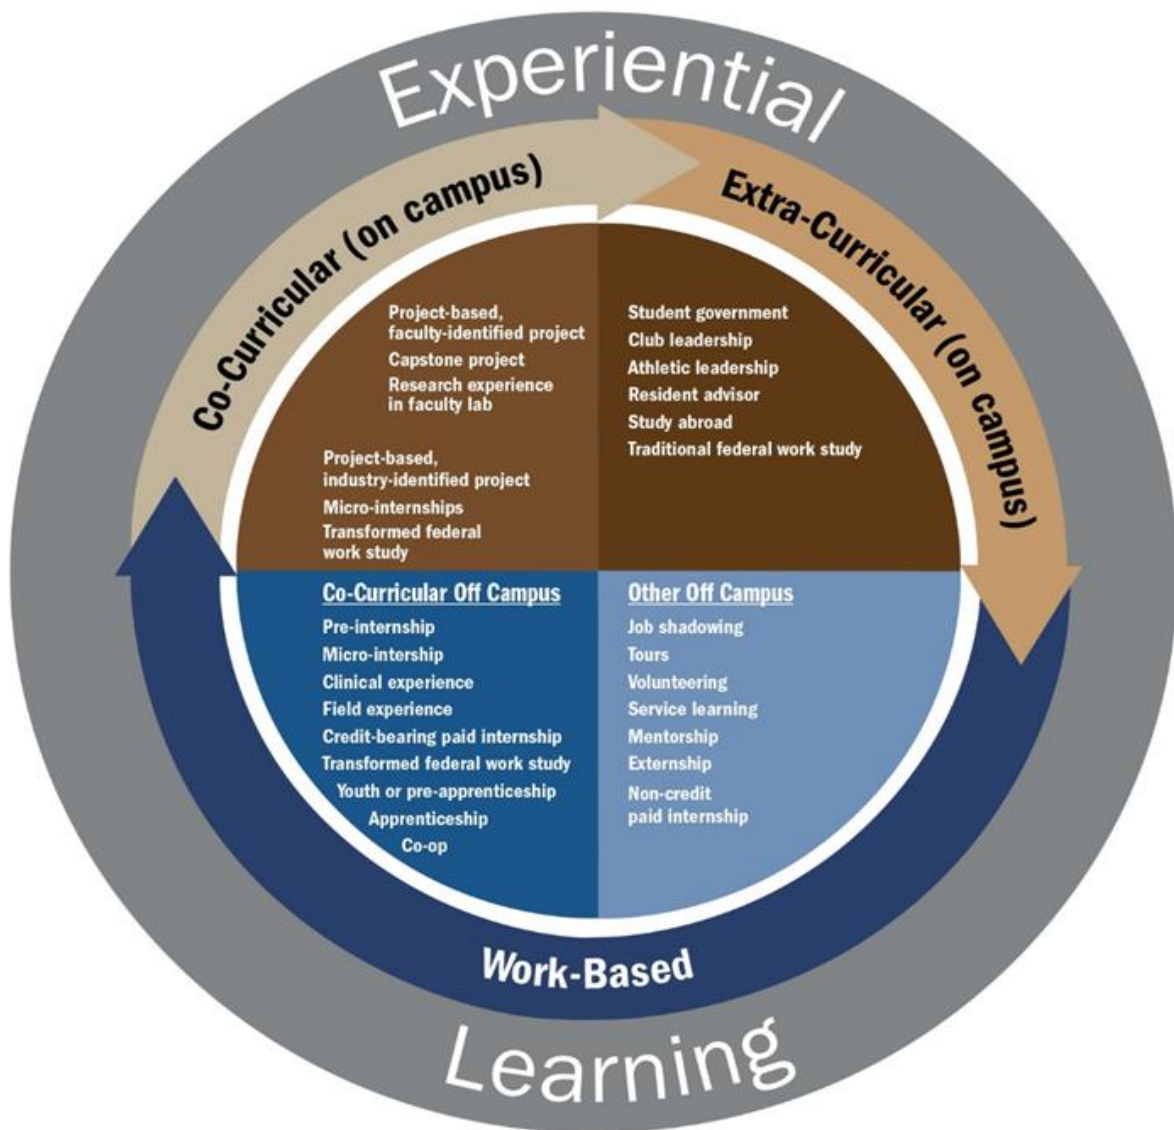 Experiential
Co-Curricular (on campus)
Extra-Curricular (on campus)
Project-based,
faculty-identified project
Capstone project
Research experience
in faculty lab
Project-based,
industry-identified project
Micro-internships
Transformed federal
work study
Student government
Club leadership
Athletic leadership
Resident advisor
Study abroad
Traditional federal work study
Co-Curricular Off Campus
Pre-internship
Micro-intership
Clinical experience
Field experience
Credit-bearing paid internship
Transformed federal work study
Youth or pre-apprenticeship
Apprenticeship
Co-op
Other Off Campus
Job shadowing
Tours
Volunteering
Service learning
Mentorship
Externship
Non-credit
paid internship
Work-Based
Learning